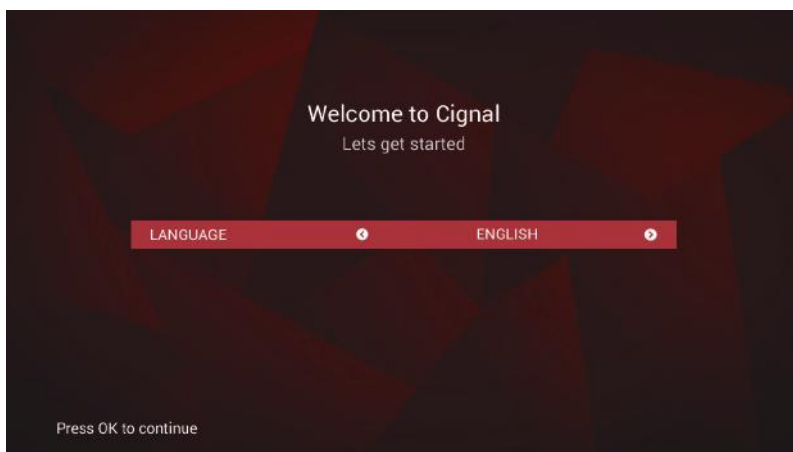 Welcome to Cignal
Lets get started
LANGUAGE ENGLISH
Press OK to continue